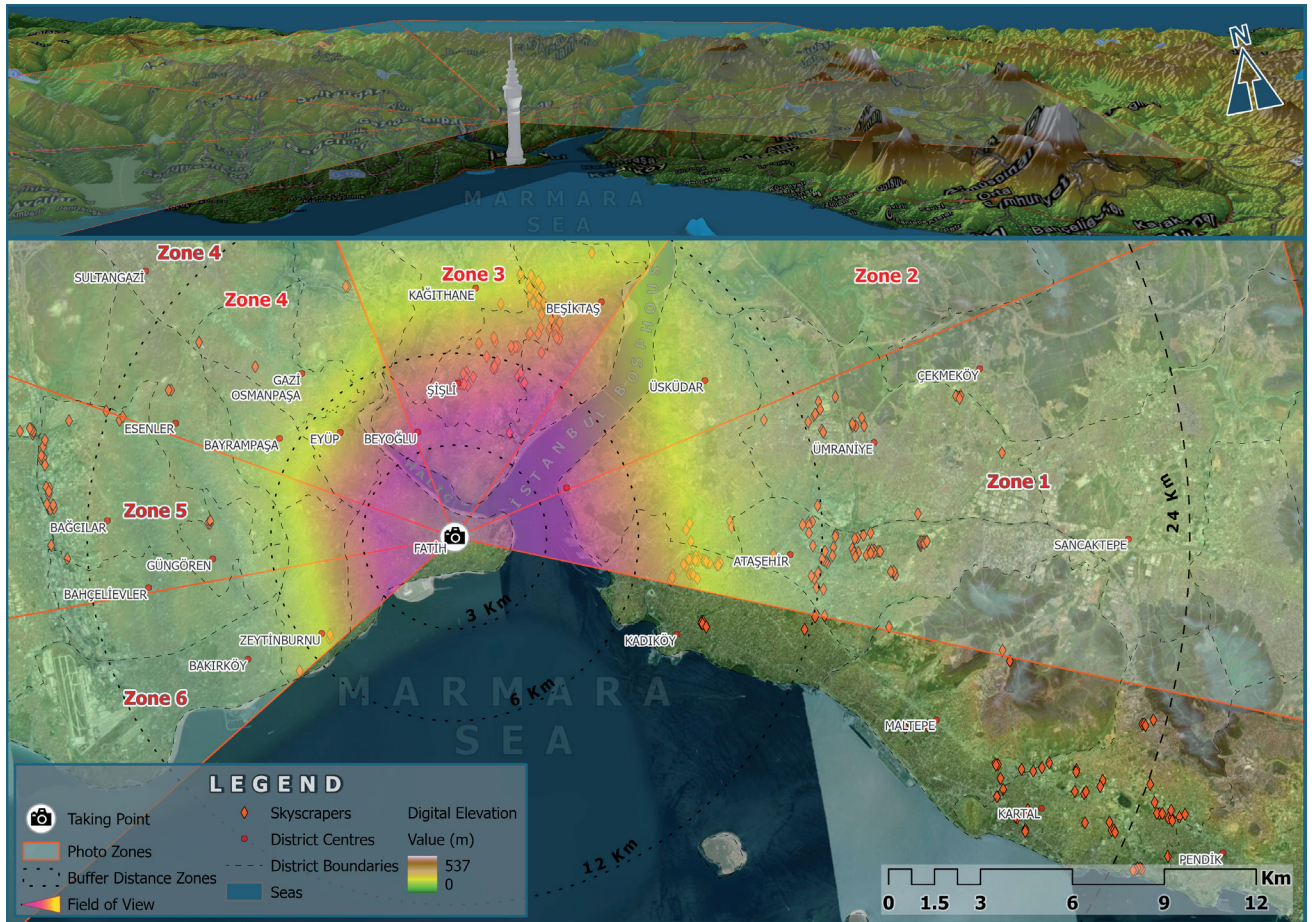 N
MARMARA
SEA
Zone 4
SULTANGAZİ
Zone 4
Zone 3
KAĞITHANE
BEŞİKTAŞ
Zone 2
GAZİ
OSMANPAŞA
ŞİŞLİ
ÜSKÜDAR
ÇEKMEKÖY
ESENLER
BAYRAMPAŞA
EYÜP
BEYOĞLU
HALİÇ
İSTANBUL BOSPHOUS
ÜMRANİYE
Zone 1
Zone 5
BAĞCILAR
24 Km
GÜNGÖREN
FATİH
ATAŞEHİR
SANCAKTEPE
BAHÇELİEVLER
3 Km
ZEYTİNBURNU
KADIKÖY
BAKIRKÖY
Zone 6
MARMARA
SEA
6 Km
MALTEPE
12 Km
KARTAL
PENDİK
LEGEND
Taking Point
Photo Zones
Buffer Distance Zones
Field of View
Skyscrapers
District Centres
District Boundaries
Seas
Digital Elevation
Value (m)
537
0
Km
0 1.5 3 6 9 12